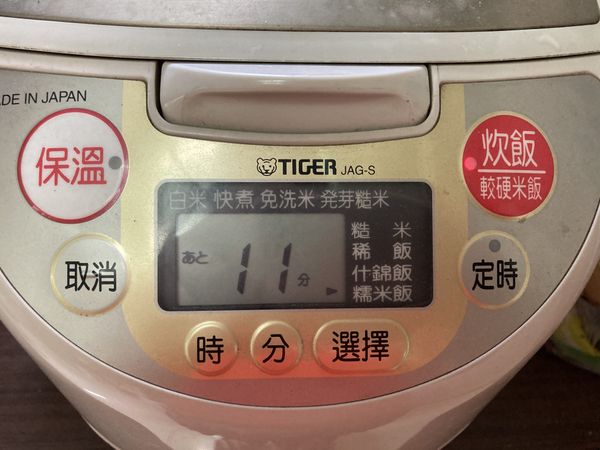 MADE IN JAPAN
保溫
TIGER JAG-S
炊飯
較硬米飯
白米 快煮 免洗米 発芽糙米
糙米
稀飯
什錦飯
糯米飯
あと 11 分
取消
定時
時 分 選擇